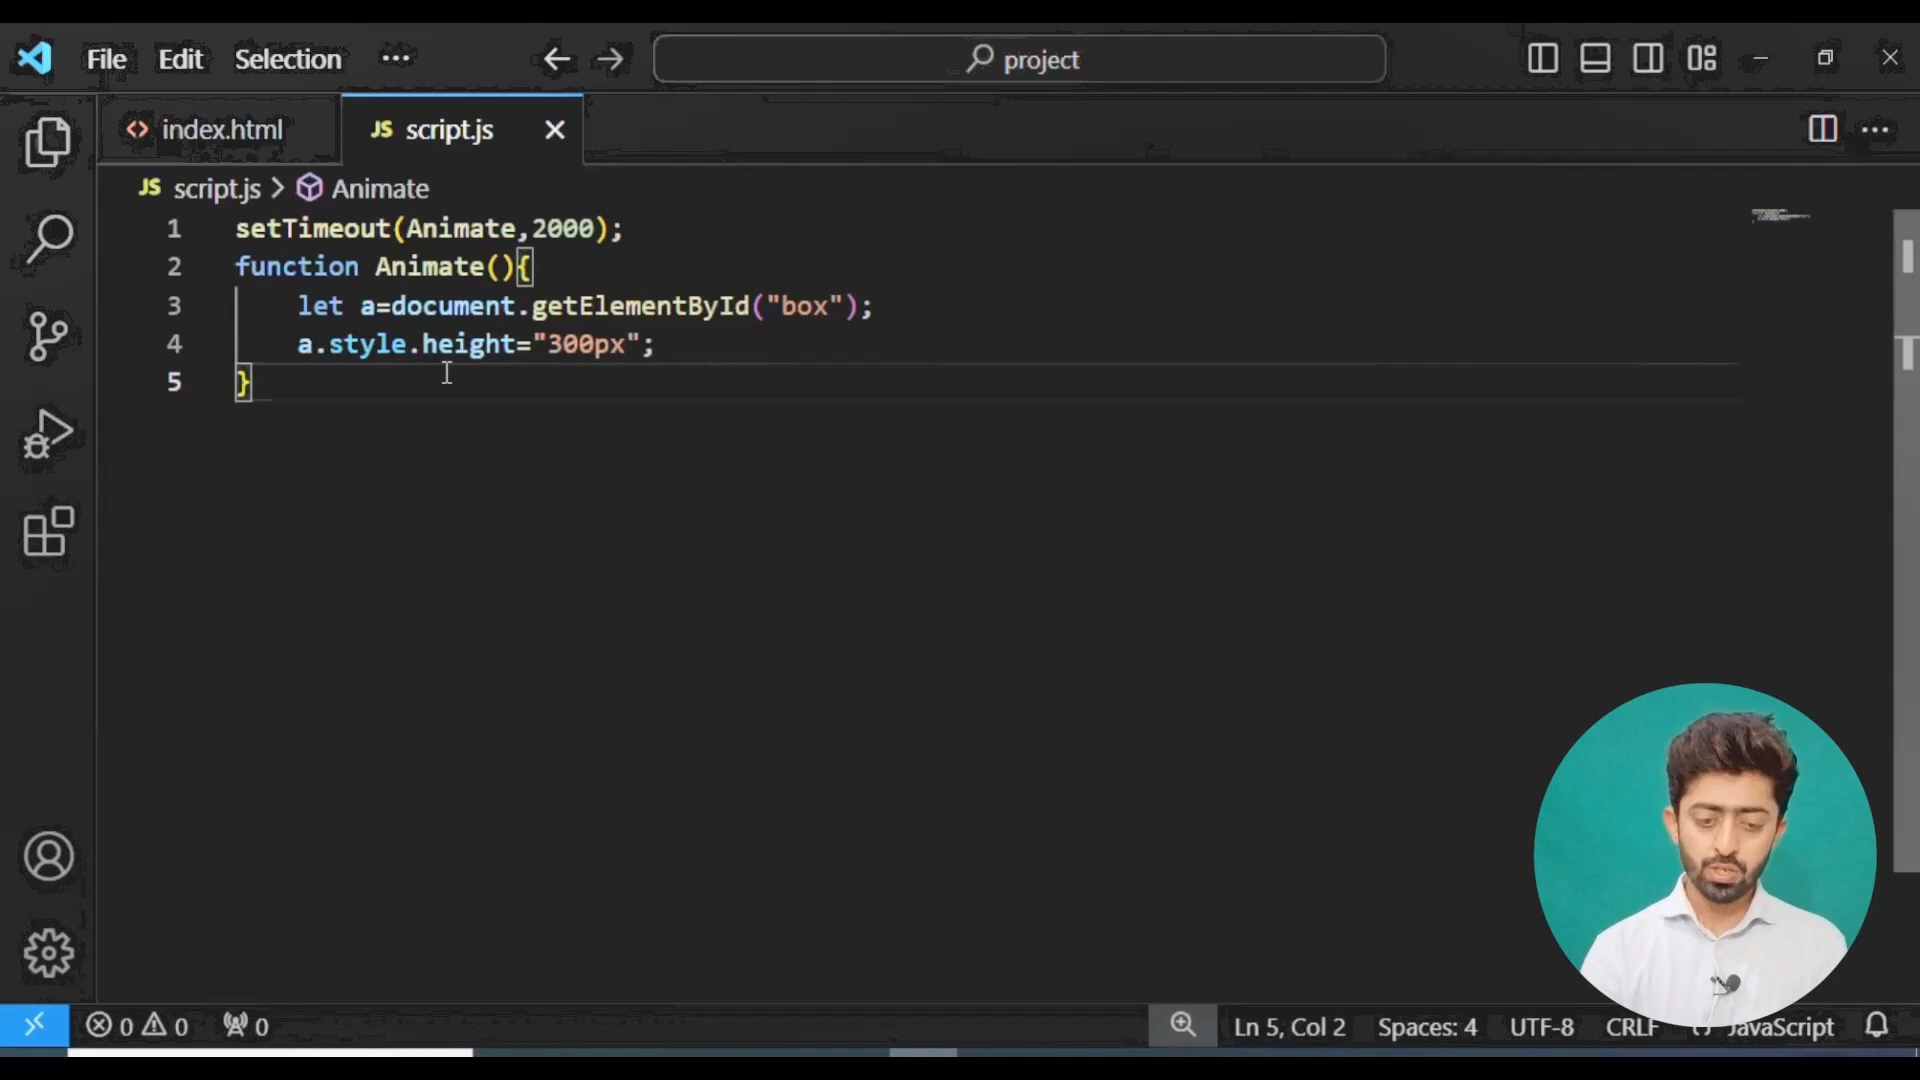 File Edit Selection ··· project
index.html JS script.js
JS script.js > Animate
1 setTimeout(Animate,2000);
2 function Animate(){
3 let a=document.getElementById("box");
4 a.style.height="300px";
5 }
0 0 0 Ln 5, Col 2 Spaces: 4 UTF-8 CRLF JavaScript